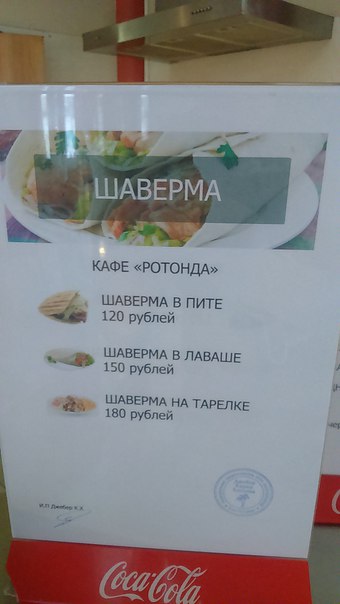 ШАВЕРМА
КАФЕ «РОТОНДА»
ШАВЕРМА В ПИТЕ
120 рублей
ШАВЕРМА В ЛАВАШЕ
150 рублей
ШАВЕРМА НА ТАРЕЛКЕ
180 рублей
И.П Джебер К.Х
Coca-Cola